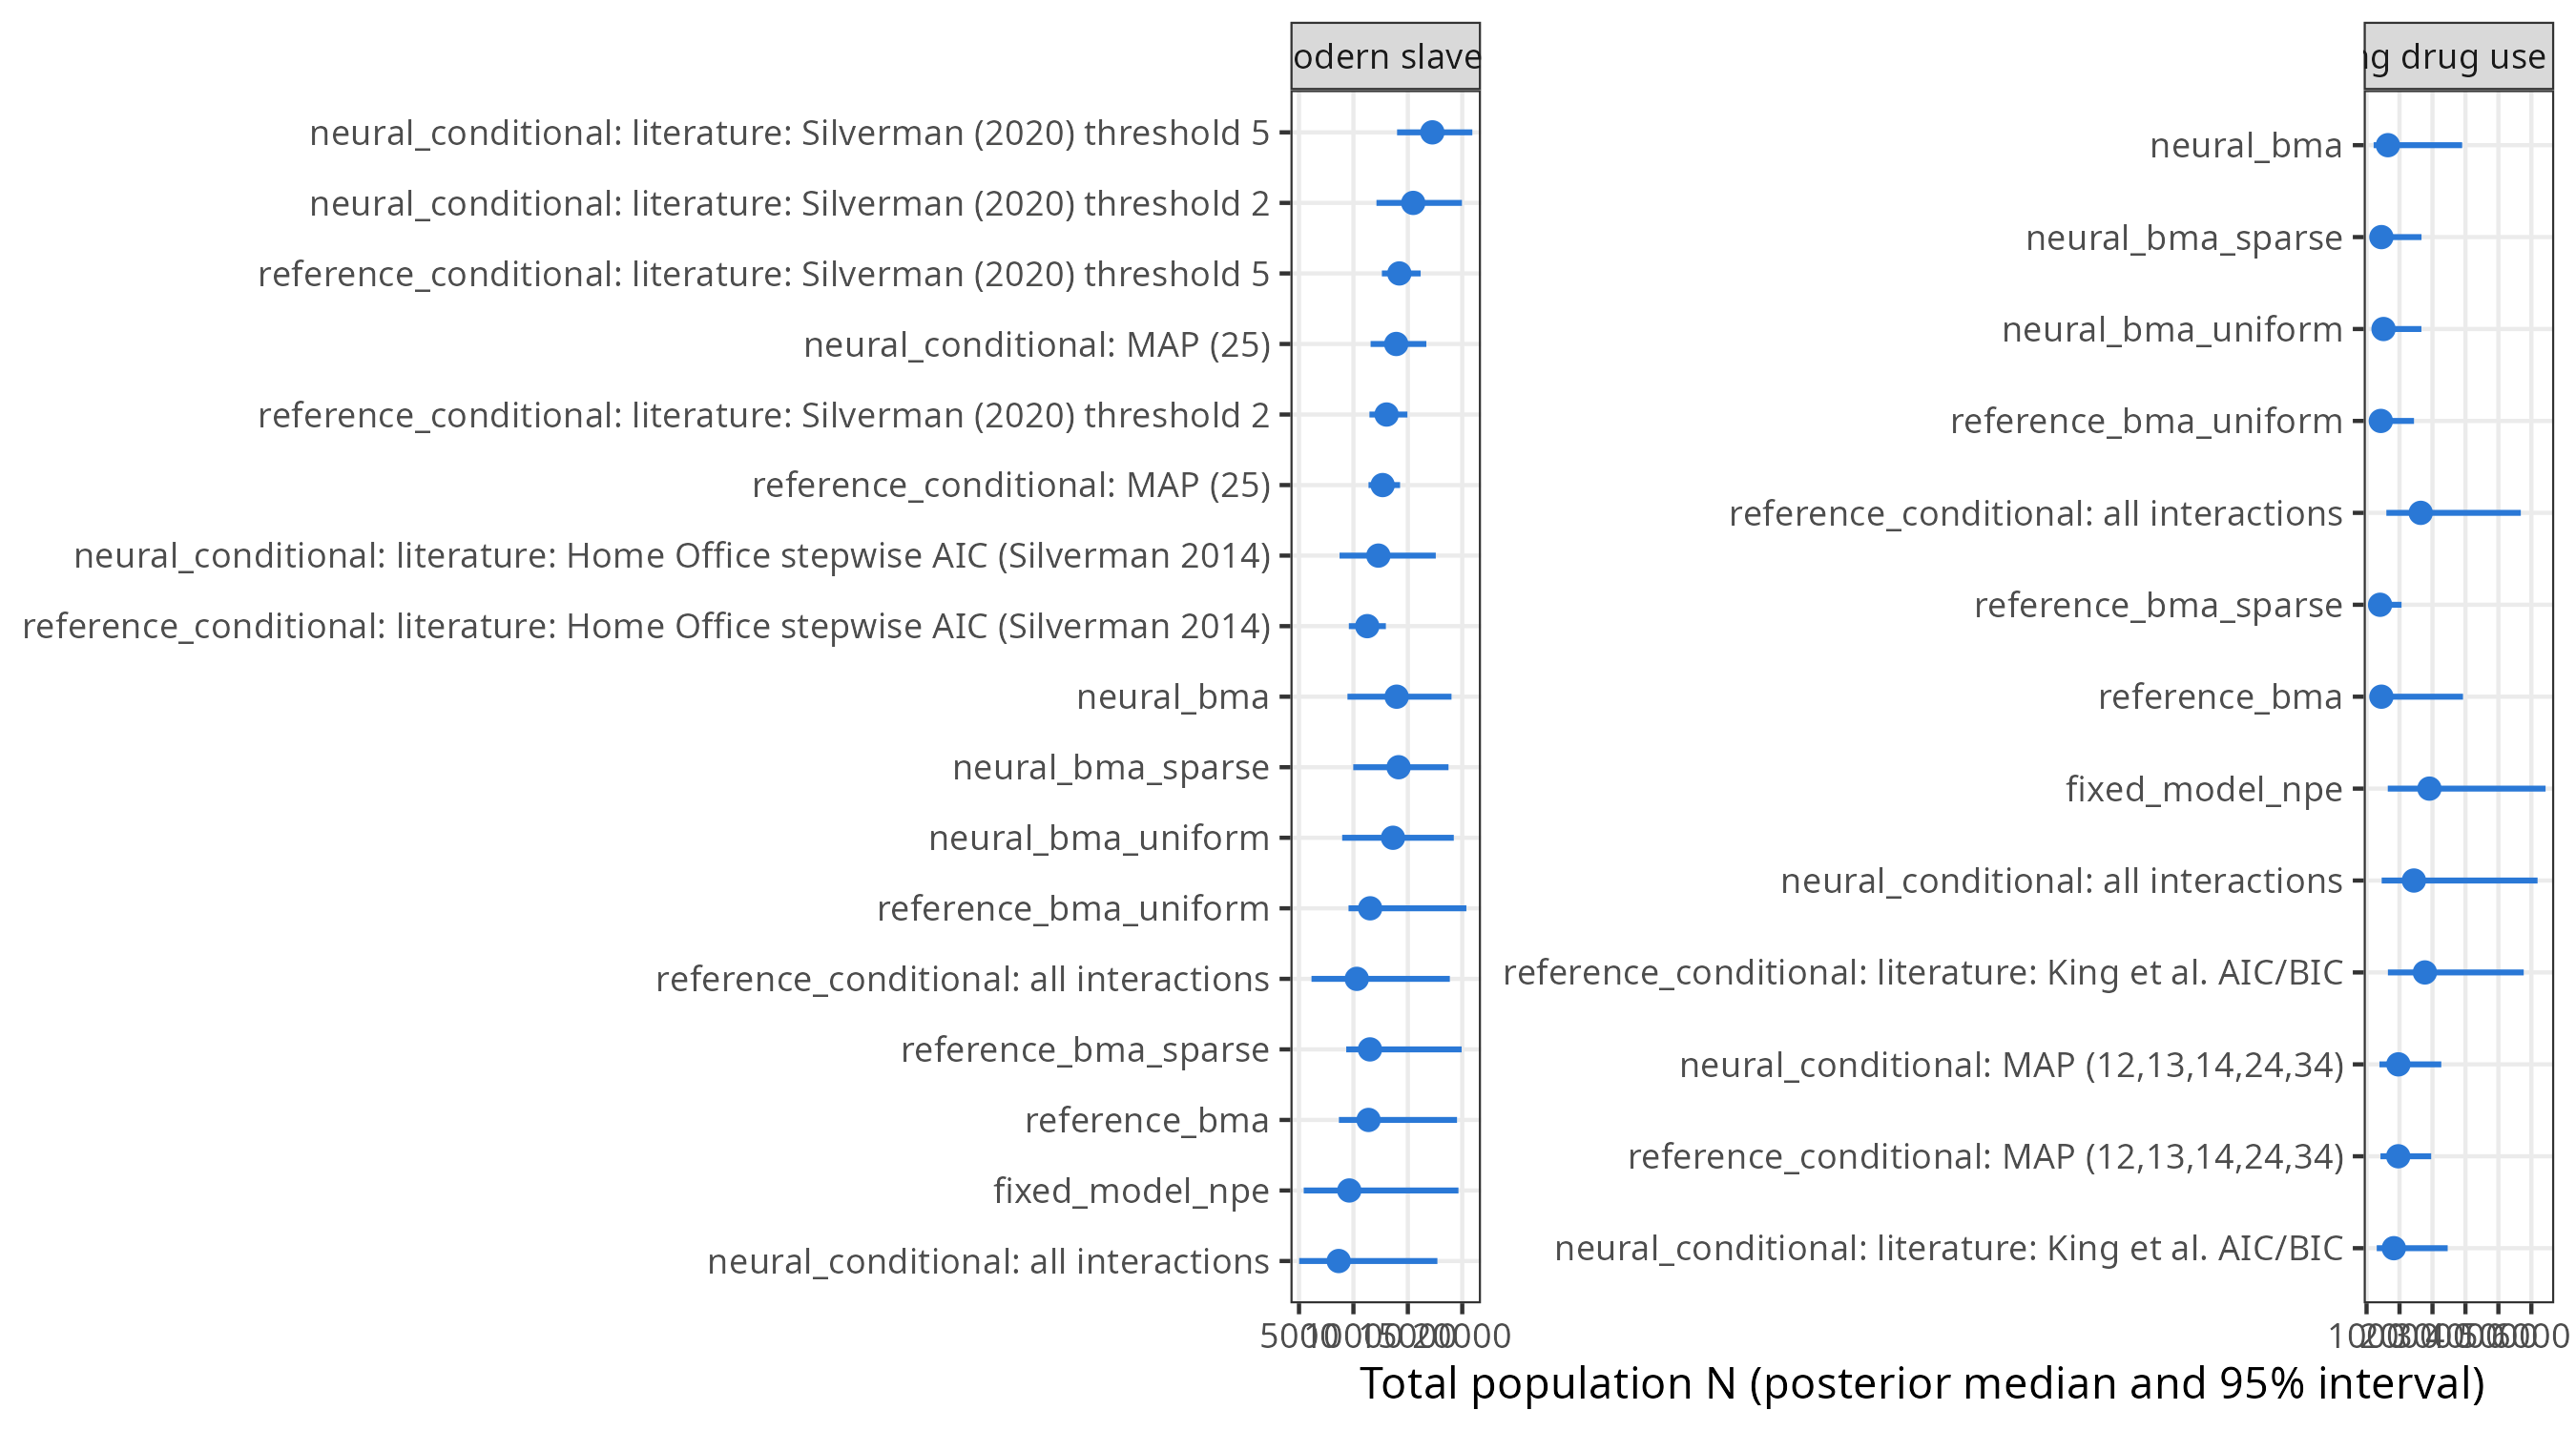 odern slave
neural_conditional: literature: Silverman (2020) threshold 5
neural_conditional: literature: Silverman (2020) threshold 2
reference_conditional: literature: Silverman (2020) threshold 5
neural_conditional: MAP (25)
reference_conditional: literature: Silverman (2020) threshold 2
reference_conditional: MAP (25)
neural_conditional: literature: Home Office stepwise AIC (Silverman 2014)
reference_conditional: literature: Home Office stepwise AIC (Silverman 2014)
neural_bma
neural_bma_sparse
neural_bma_uniform
reference_bma_uniform
reference_conditional: all interactions
reference_bma_sparse
reference_bma
fixed_model_npe
neural_conditional: all interactions
5000 10000 15000 20000
ng drug use
neural_bma
neural_bma_sparse
neural_bma_uniform
reference_bma_uniform
reference_conditional: all interactions
reference_bma_sparse
reference_bma
fixed_model_npe
neural_conditional: all interactions
reference_conditional: literature: King et al. AIC/BIC
neural_conditional: MAP (12,13,14,24,34)
reference_conditional: MAP (12,13,14,24,34)
neural_conditional: literature: King et al. AIC/BIC
Total population N (posterior median and 95% interval)